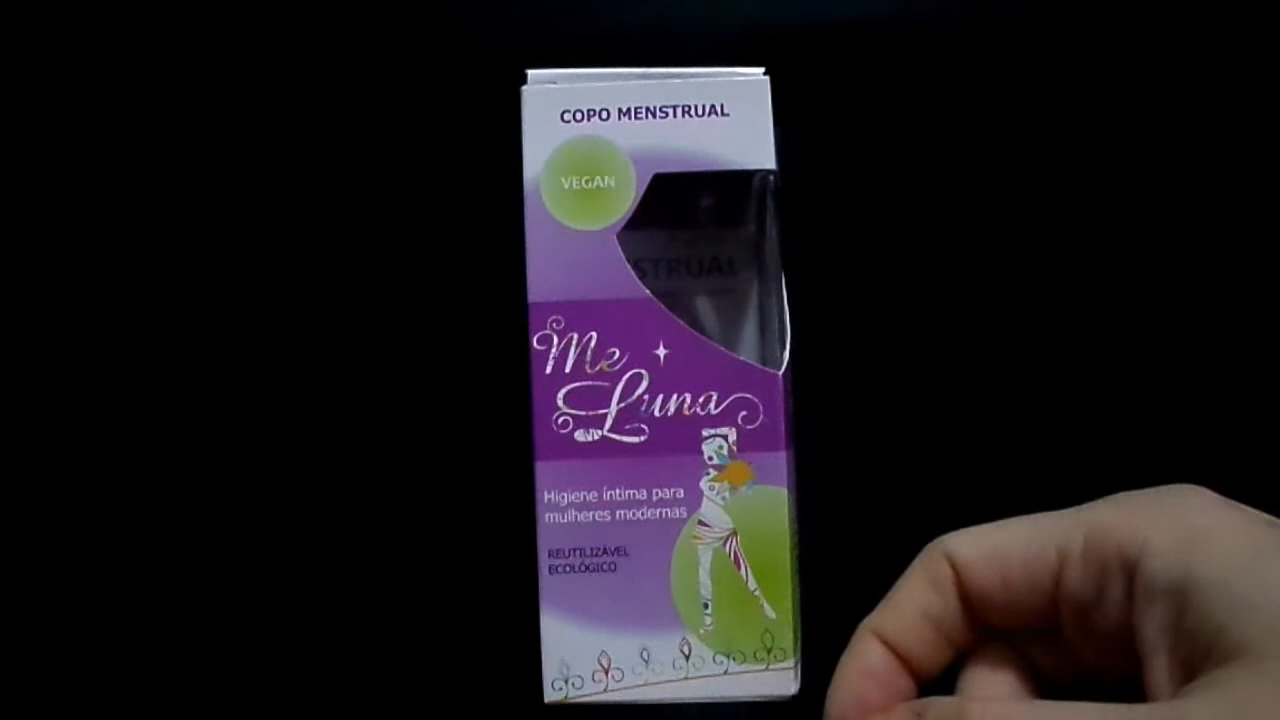 COPO MENSTRUAL
VEGAN
STRUAL
Me
Luna
Higiene íntima para
mulheres modernas
REUTILIZÁVEL
ECOLÓGICO